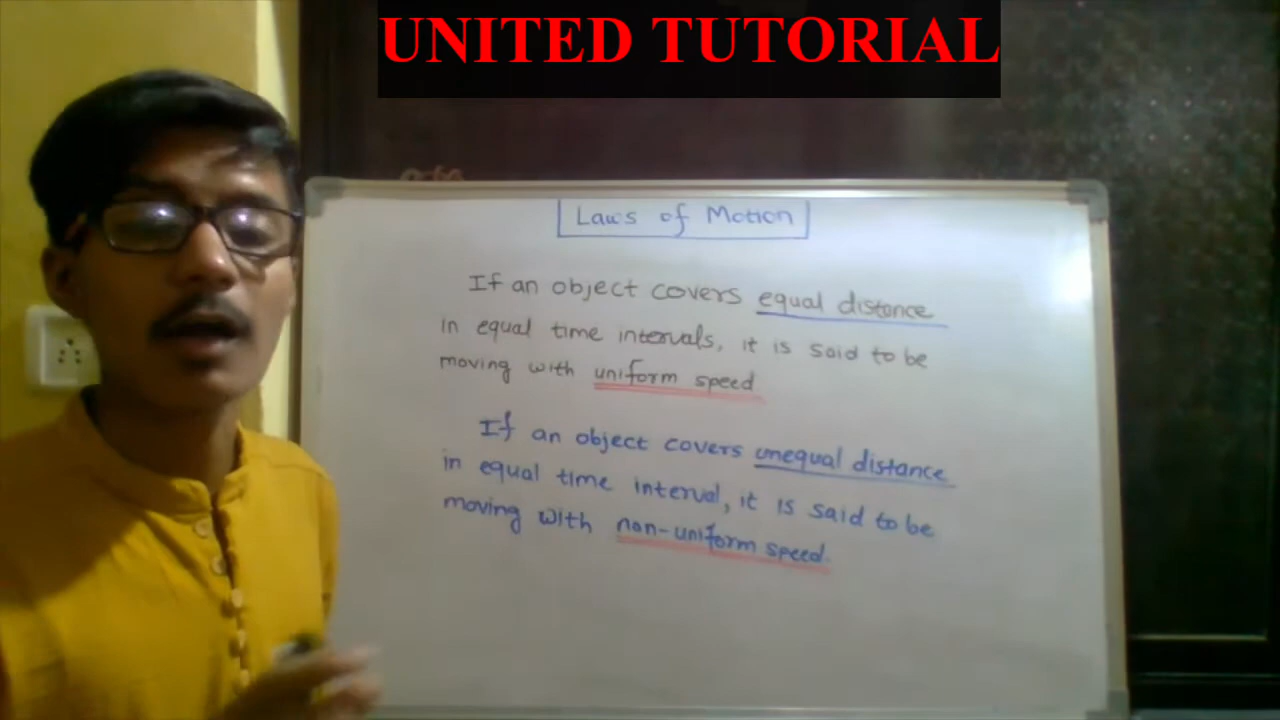 UNITED TUTORIAL
Laws of Motion
If an object covers equal distance
in equal time intervals, it is said to be
moving with uniform speed
If an object covers unequal distance
in equal time interval, it is said to be
moving with non-uniform speed.